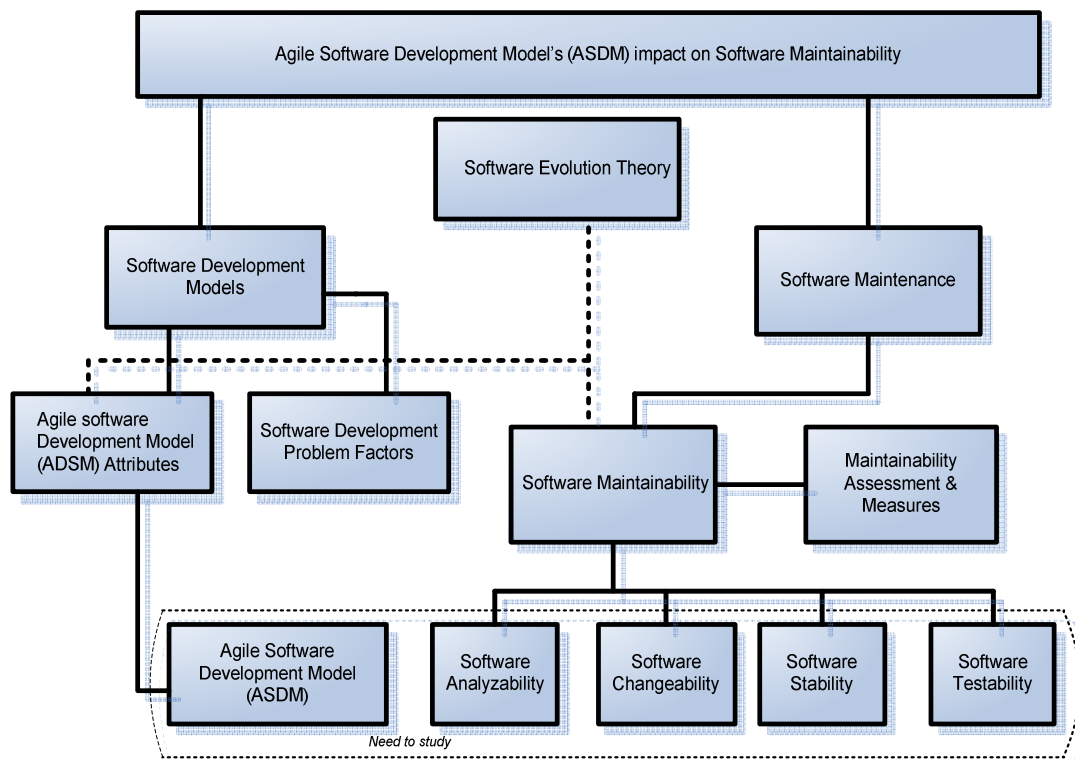 Agile Software Development Model's (ASDM) impact on Software Maintainability
Software Evolution Theory
Software Development
Models
Software Maintenance
Agile software
Development Model
(ADSM) Attributes
Software Development
Problem Factors
Software Maintainability
Maintainability
Assessment &
Measures
Agile Software
Development Model
(ASDM)
Software
Analyzability
Software
Changeability
Software
Stability
Software
Testability
Need to study